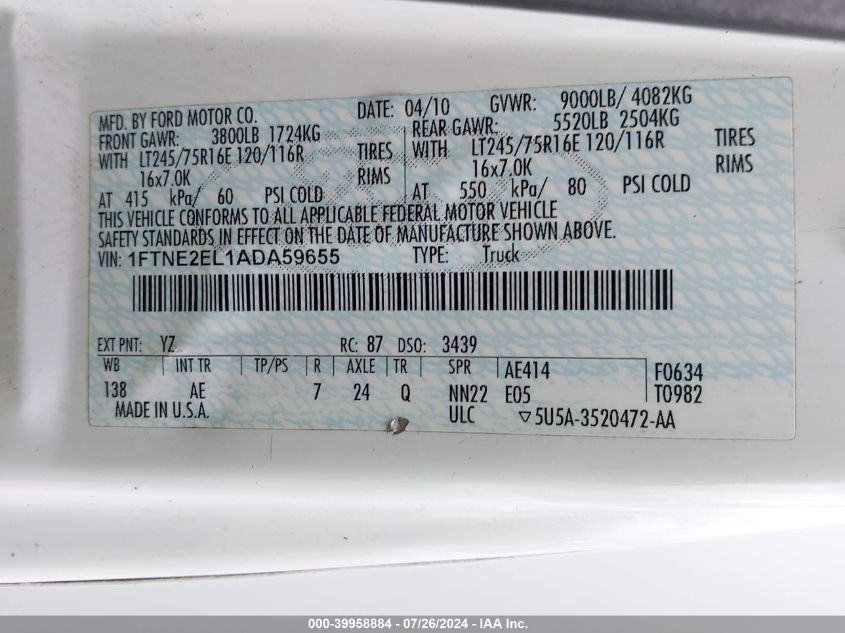 MFD. BY FORD MOTOR CO. DATE: 04/10 GVWR: 9000LB/ 4082KG
FRONT GAWR: 3800LB 1724KG REAR GAWR: 5520LB 2504KG
WITH LT245/75R16E 120/116R TIRES WITH LT245/75R16E 120/116R TIRES
16x7.0K RIMS 16x7.0K RIMS
AT 415 kPa/ 60 PSI COLD AT 550 kPa/ 80 PSI COLD
THIS VEHICLE CONFORMS TO ALL APPLICABLE FEDERAL MOTOR VEHICLE
SAFETY STANDARDS IN EFFECT ON THE DATE OF MANUFACTURE SHOWN ABOVE.
VIN: 1FTNE2EL1ADA59655 TYPE: Truck
EXT PNT: YZ RC: 87 DSO: 3439
WB INT TR TP/PS R AXLE TR SPR AE414 F0634
138 AE 7 24 Q NN22 E05 T0982
MADE IN U.S.A. ULC ▽5U5A-3520472-AA
000-39958884 / 07/26/2024 - IAA Inc.